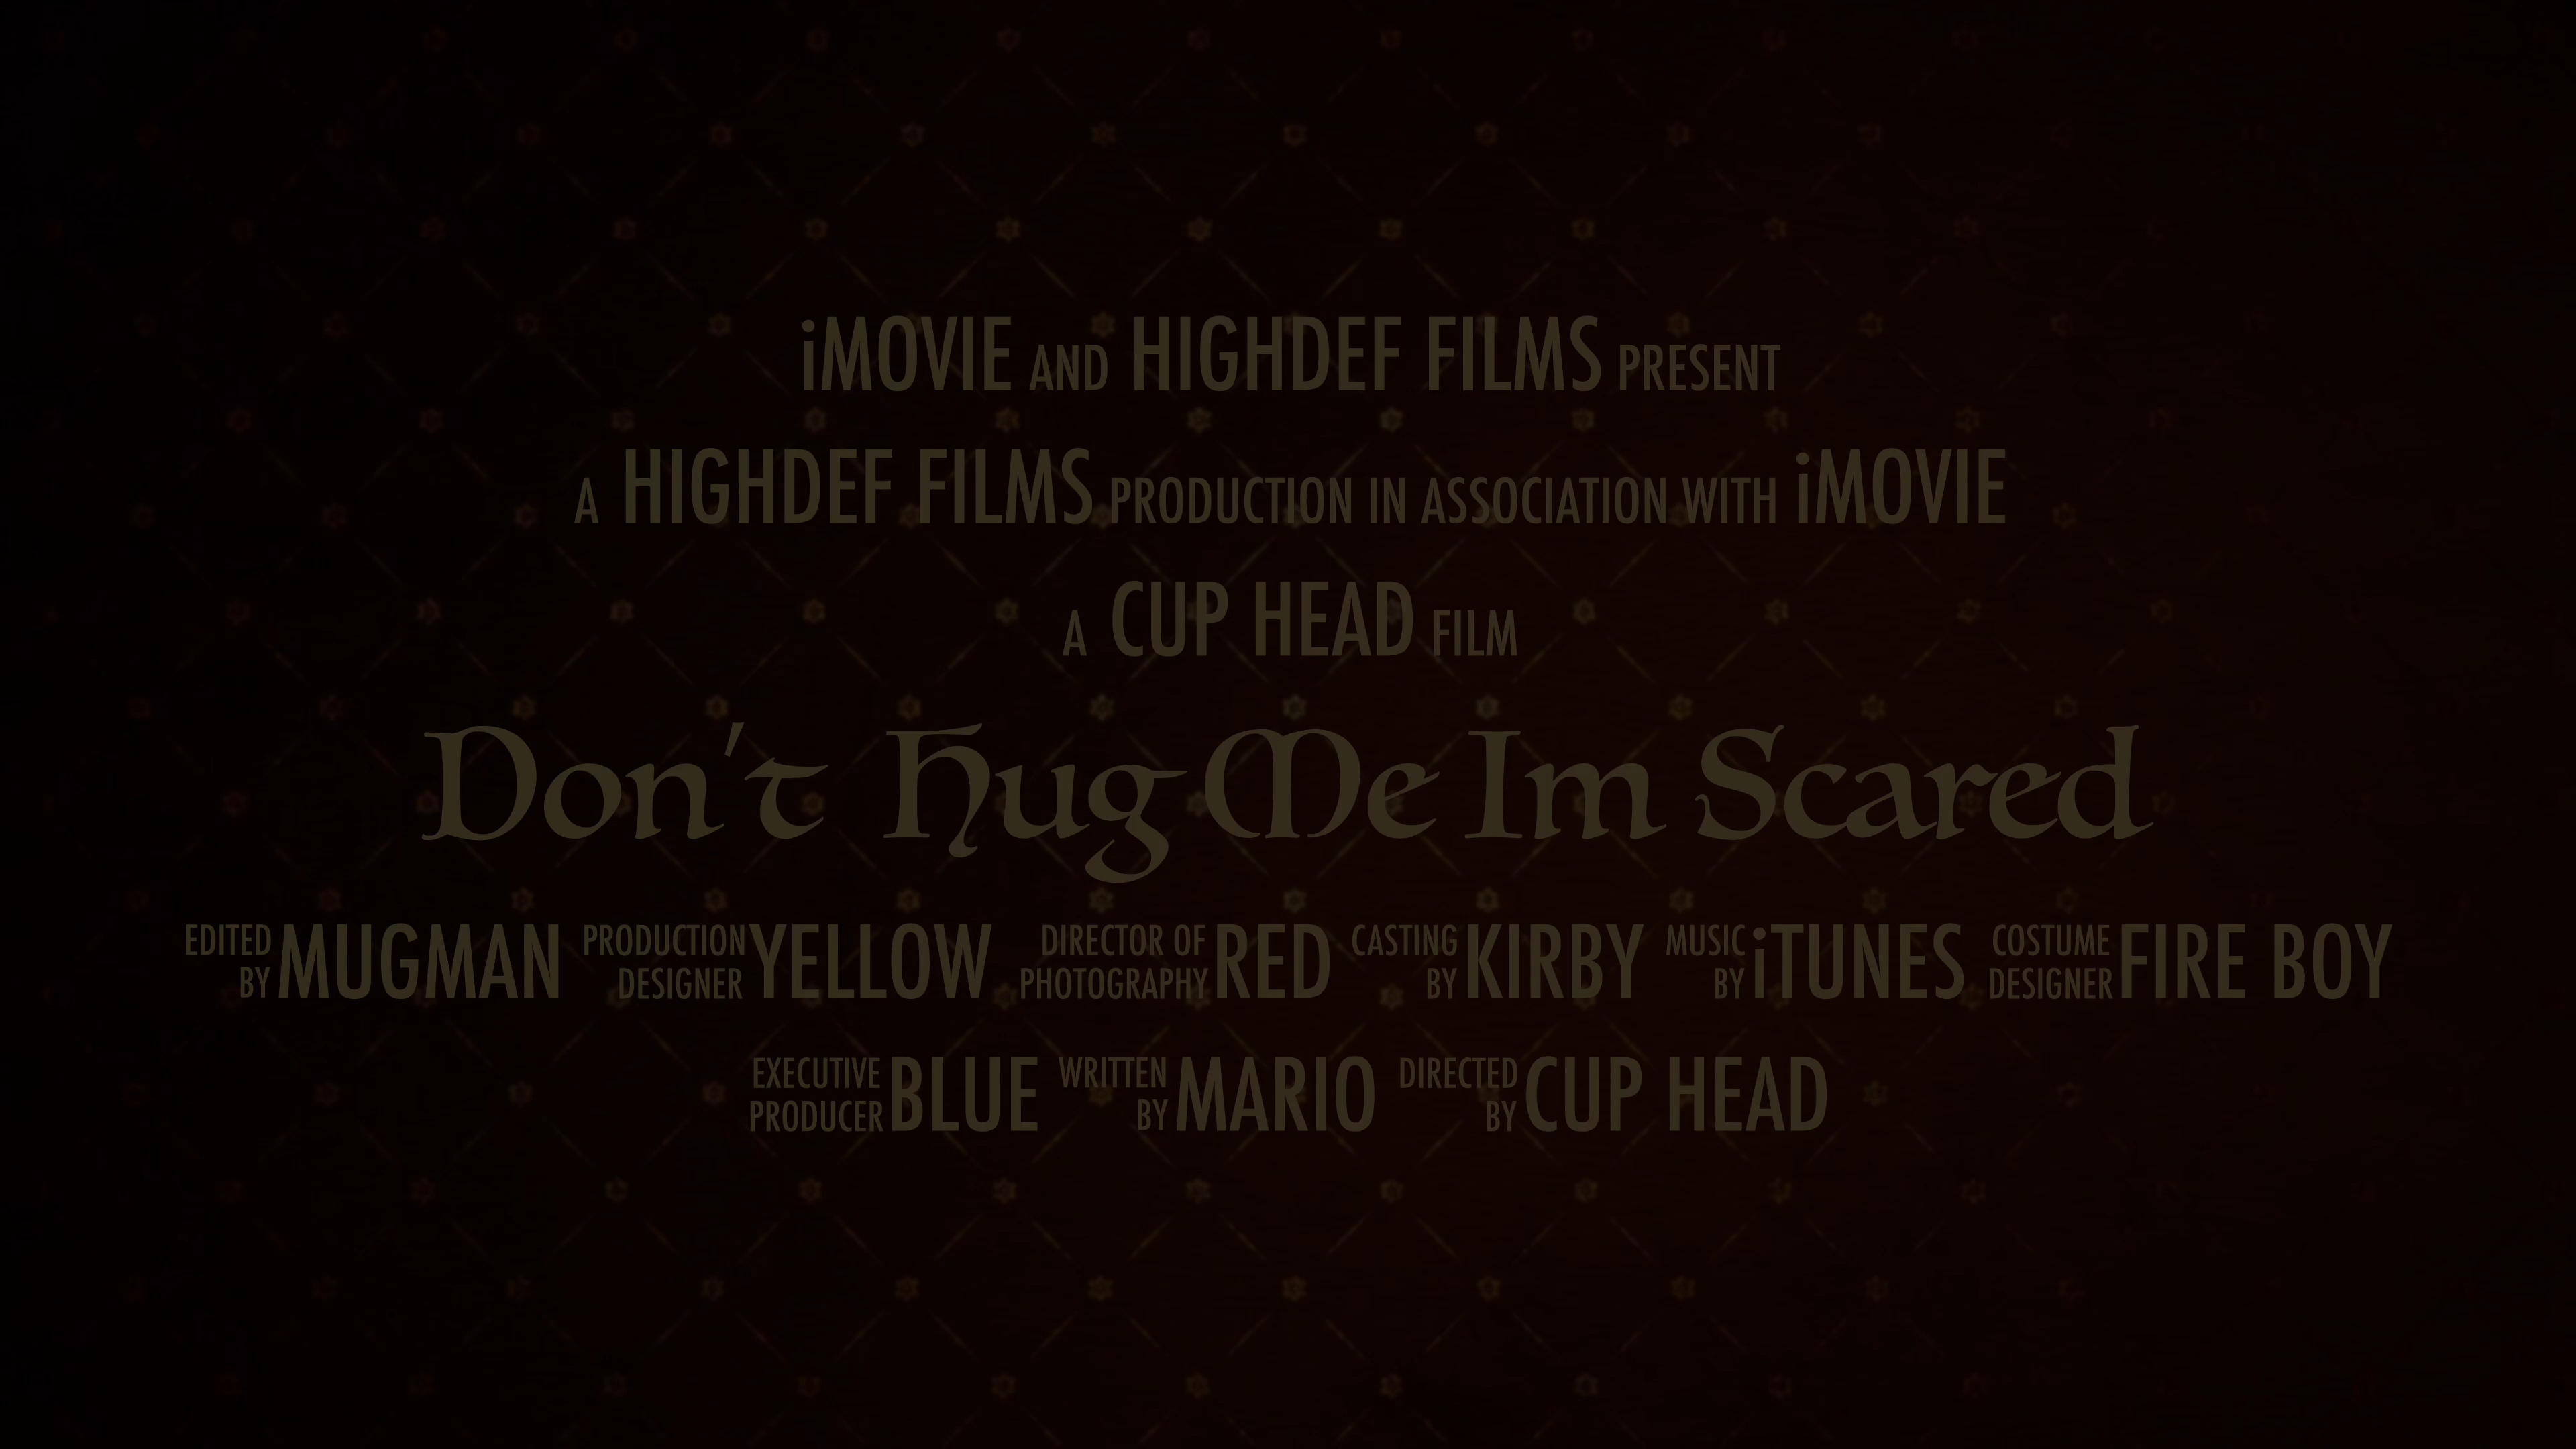 iMOVIE AND HIGHDEF FILMS PRESENT
A HIGHDEF FILMS PRODUCTION IN ASSOCIATION WITH iMOVIE
A CUP HEAD FILM
Don't Hug Me Im Scared
EDITED BY MUGMAN PRODUCTION DESIGNER YELLOW DIRECTOR OF PHOTOGRAPHY RED CASTING BY KIRBY MUSIC BY iTUNES COSTUME DESIGNER FIRE BOY
EXECUTIVE PRODUCER BLUE WRITTEN BY MARIO DIRECTED BY CUP HEAD